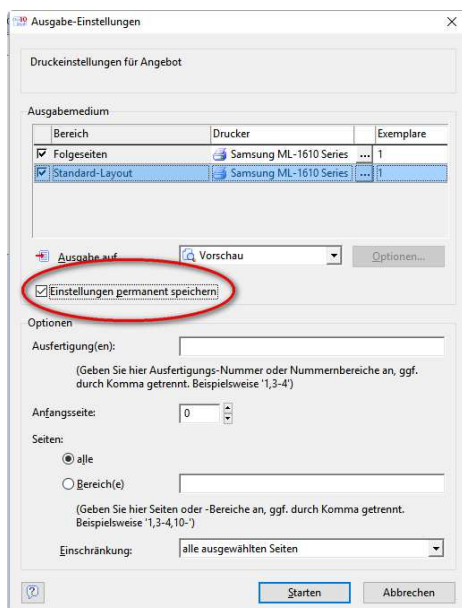 Ausgabe-Einstellungen
Druckeinstellungen für Angebot
Ausgabemedium
Bereich Drucker Exemplare
Folgeseiten Samsung ML-1610 Series ... 1
Standard-Layout Samsung ML-1610 Series ... 1
Ausgabe auf Vorschau Optionen...
Einstellungen permanent speichern
Optionen
Ausfertigung(en):
(Geben Sie hier Ausfertigungs-Nummer oder Nummernbereiche an, ggf.
durch Komma getrennt. Beispielsweise '1,3-4')
Anfangsseite: 0
Seiten:
alle
Bereich(e)
(Geben Sie hier Seiten oder -Bereiche an, ggf. durch Komma getrennt.
Beispielsweise '1,3-4,10-')
Einschränkung: alle ausgewählten Seiten
Starten Abbrechen